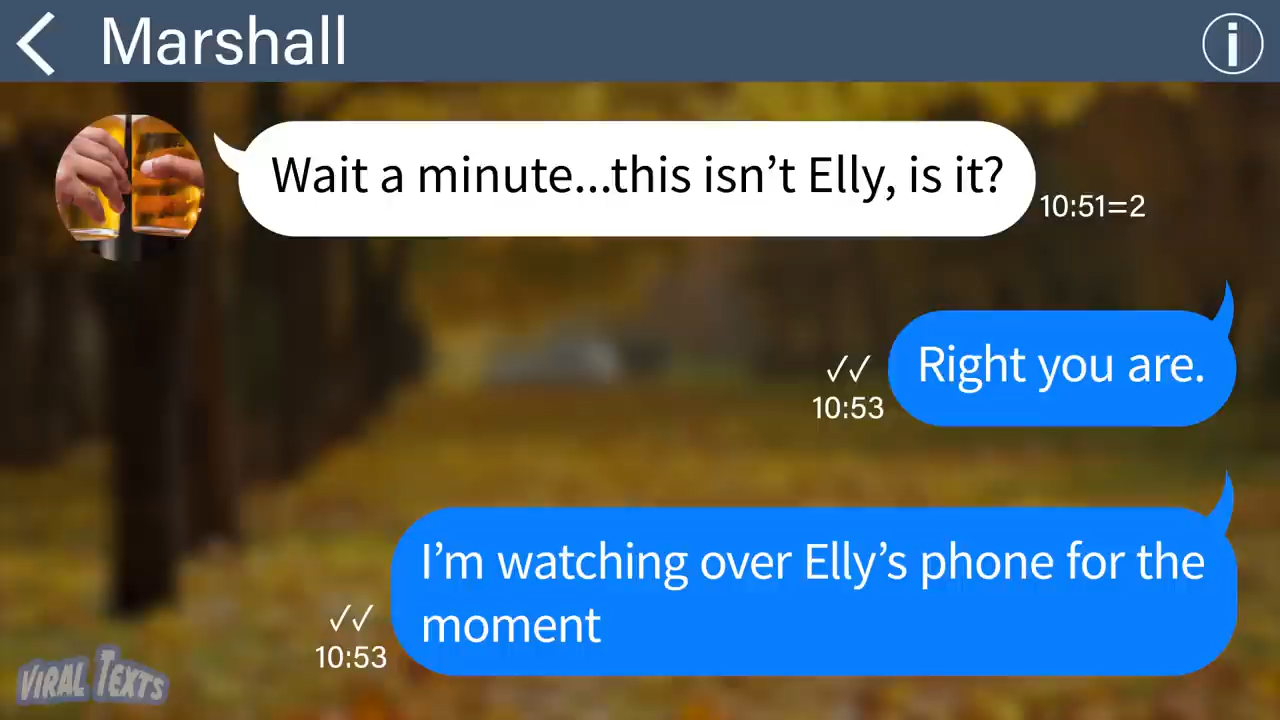 Marshall
i
Wait a minute...this isn't Elly, is it?
10:51=2
Right you are.
10:53
I'm watching over Elly's phone for the
moment
10:53
VIRAL TEXTS